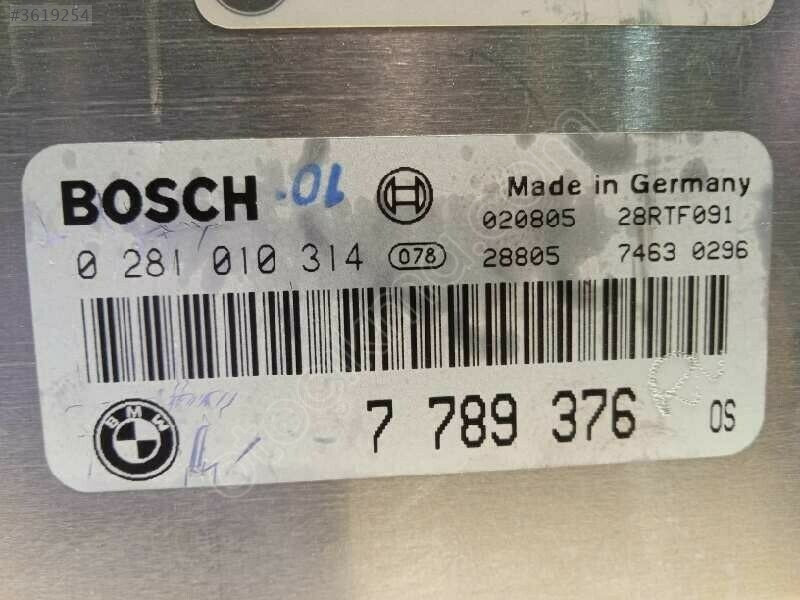 #3619254
BOSCH 10.
Made in Germany
020805 28RTF091
0 281 010 314 078 28805 7463 0296
BMW
7 789 376 OS